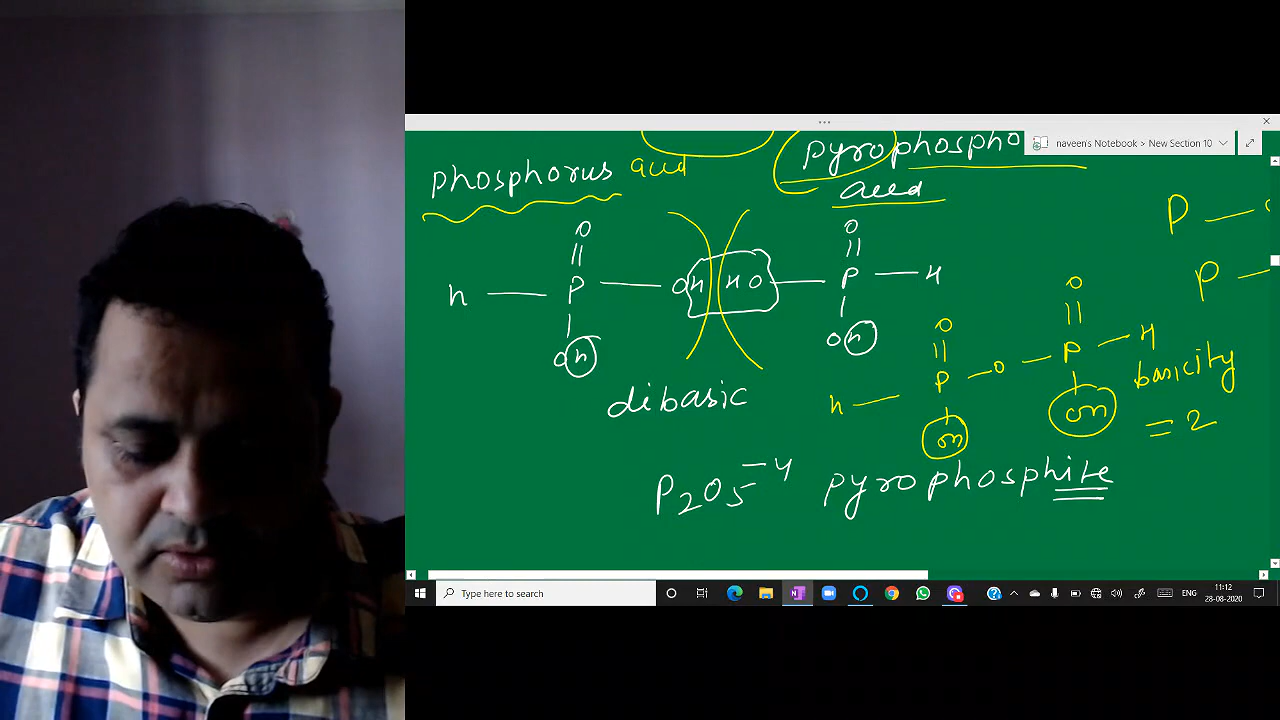 phosphorus acid
pyrophospho
acid
naveen's Notebook > New Section 10
O
||
H — P — OH HO — P — H
O
||
OH
OH
dibasic
O
||
H — P — O — P — H
O
||
OH
OH
basicity
= 2
P —
P —
P2O5 -4 pyrophosphite
Type here to search
ENG
11:12
28-08-2020